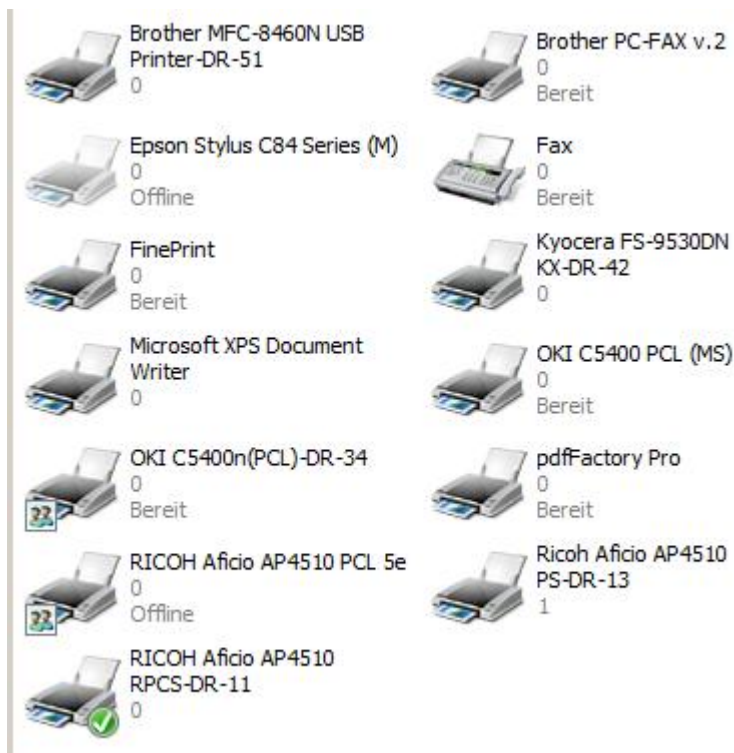 Brother MFC-8460N USB
Printer-DR-51
0
Brother PC-FAX v.2
0
Bereit
Epson Stylus C84 Series (M)
0
Offline
Fax
0
Bereit
FinePrint
0
Bereit
Kyocera FS-9530DN
KX-DR-42
0
Microsoft XPS Document
Writer
0
OKI C5400 PCL (MS)
0
Bereit
OKI C5400n(PCL)-DR-34
0
Bereit
pdfFactory Pro
0
Bereit
RICOH Aficio AP4510 PCL 5e
0
Offline
Ricoh Aficio AP4510
PS-DR-13
1
RICOH Aficio AP4510
RPCS-DR-11
0